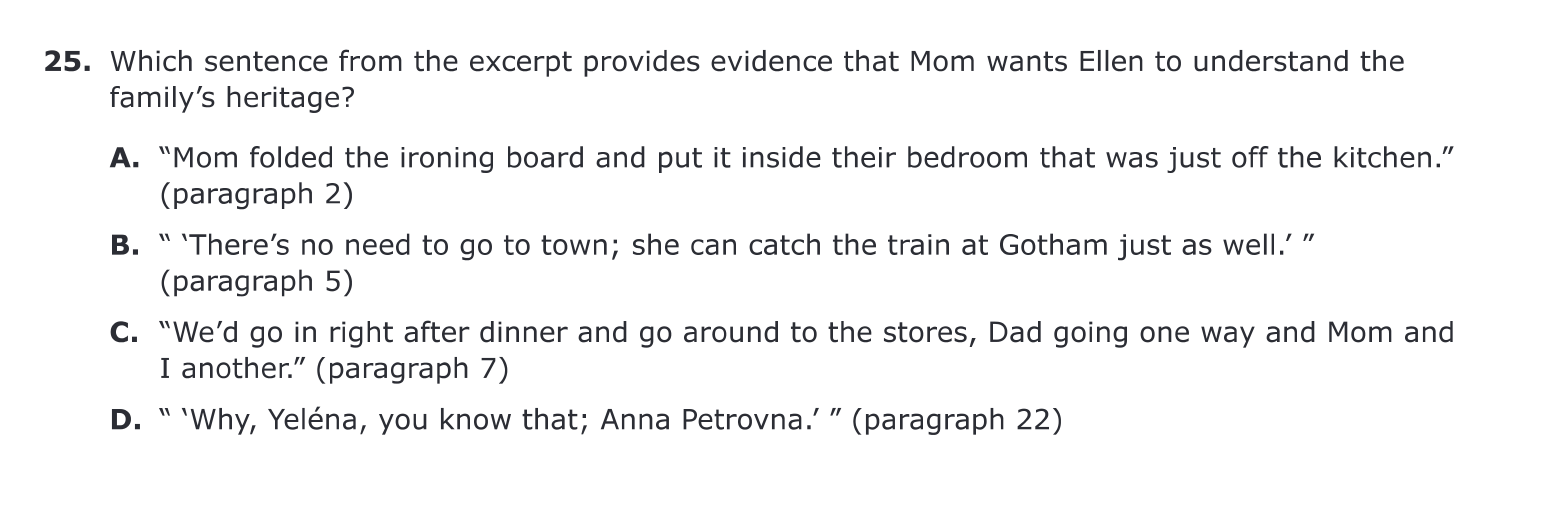 25. Which sentence from the excerpt provides evidence that Mom wants Ellen to understand the
family’s heritage?
A. “Mom folded the ironing board and put it inside their bedroom that was just off the kitchen.”
(paragraph 2)
B. “ ‘There’s no need to go to town; she can catch the train at Gotham just as well.’ ”
(paragraph 5)
C. “We’d go in right after dinner and go around to the stores, Dad going one way and Mom and
I another.” (paragraph 7)
D. “ ‘Why, Yeléna, you know that; Anna Petrovna.’ ” (paragraph 22)